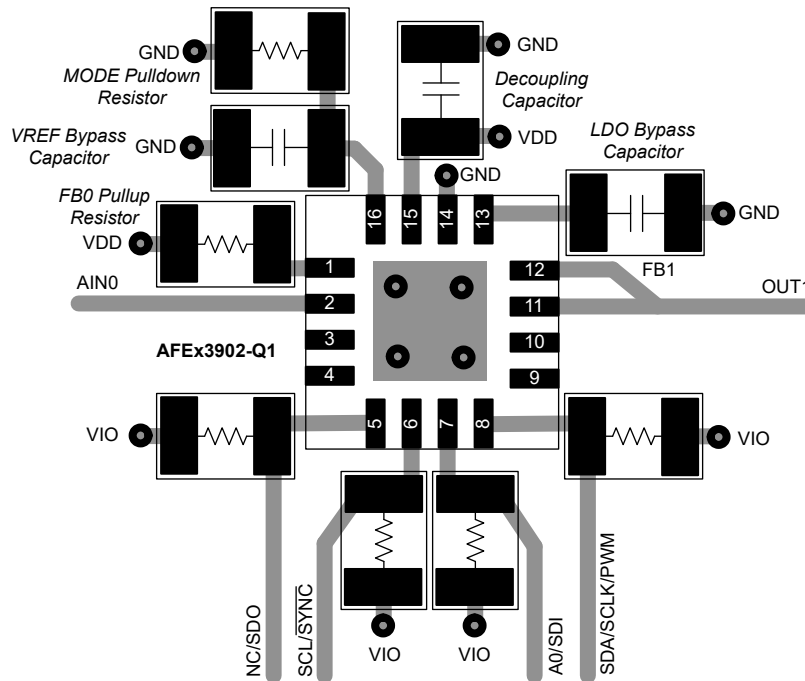 GND
MODE Pulldown
Resistor
GND
Decoupling
Capacitor
VDD
VREF Bypass
Capacitor
GND
LDO Bypass
Capacitor
GND
GND
FB0 Pullup
Resistor
VDD
16
15
14
13
1
2
3
4
12
11
10
9
FB1
AIN0
OUT1
AFEx3902-Q1
5
6
7
8
VIO
VIO
NC/SDO
SCL/SYNC
VIO
VIO
A0/SDI
SDA/SCLK/PWM